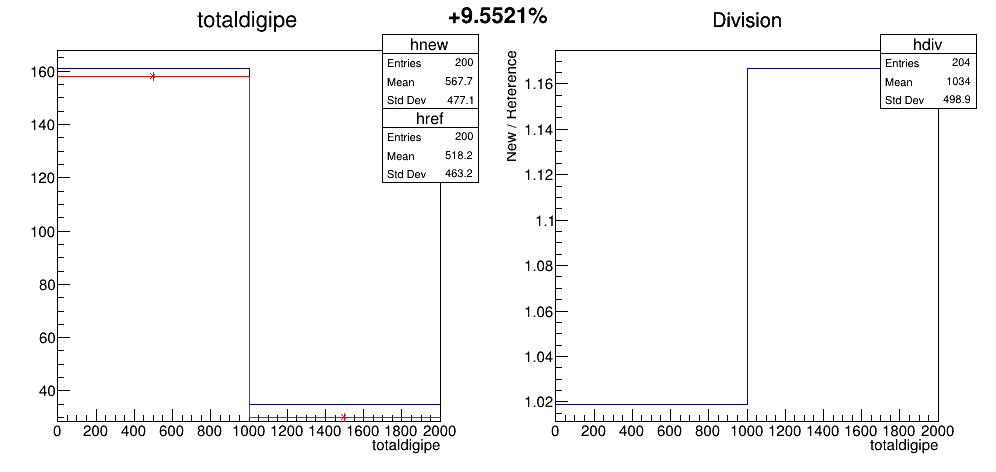 totaldigipe
+9.5521%
Division
hnew
Entries 200
Mean 567.7
Std Dev 477.1
href
Entries 200
Mean 518.2
Std Dev 463.2
160
140
120
100
80
60
40
0 200 400 600 800 1000 1200 1400 1600 1800 2000
totaldigipe
hdiv
Entries 204
Mean 1034
Std Dev 498.9
New / Reference
1.16
1.14
1.12
1.1
1.08
1.06
1.04
1.02
0 200 400 600 800 1000 1200 1400 1600 1800 2000
totaldigipe